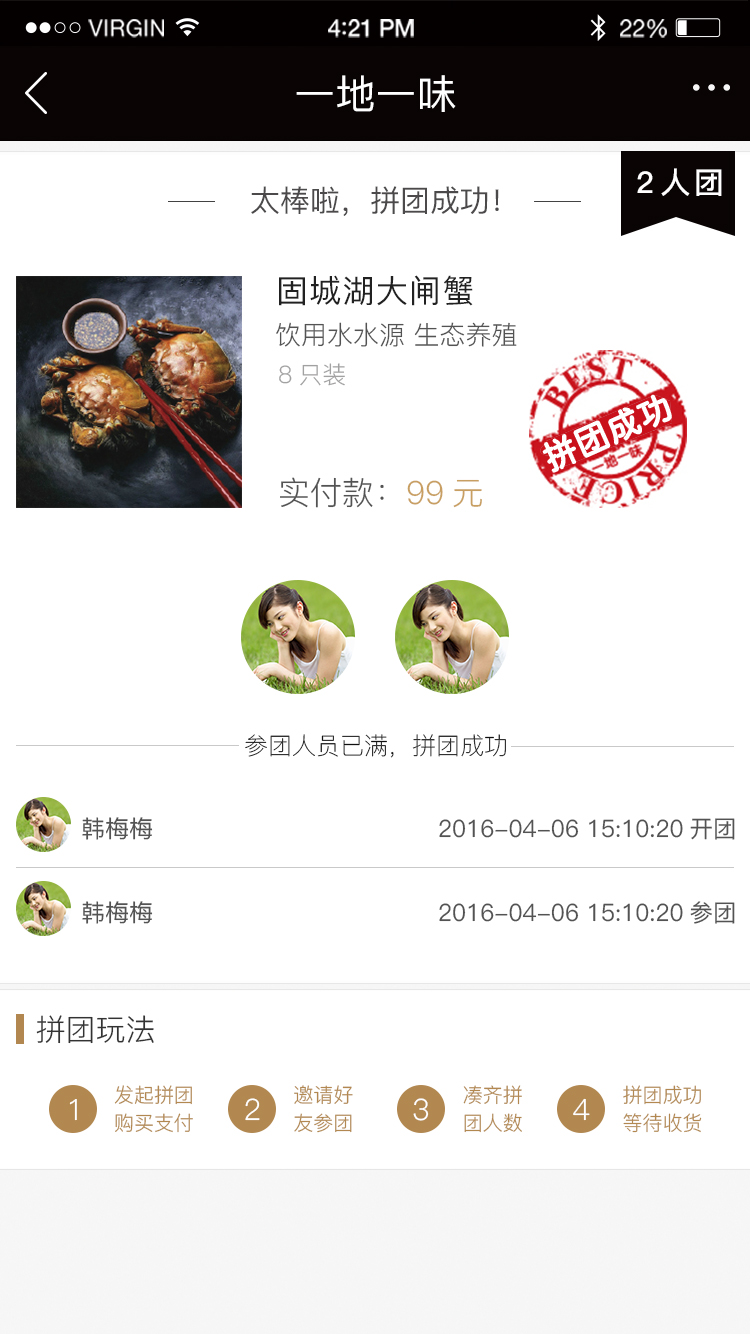 VIRGIN 4:21 PM 22%
一地一味
2人团
太棒啦，拼团成功！
固城湖大闸蟹
饮用水水源 生态养殖
8 只装
BEST
拼团成功
一地一味
PRICE
实付款：99 元
参团人员已满，拼团成功
韩梅梅 2016-04-06 15:10:20 开团
韩梅梅 2016-04-06 15:10:20 参团
拼团玩法
1 发起拼团
购买支付
2 邀请好
友参团
3 凑齐拼
团人数
4 拼团成功
等待收货